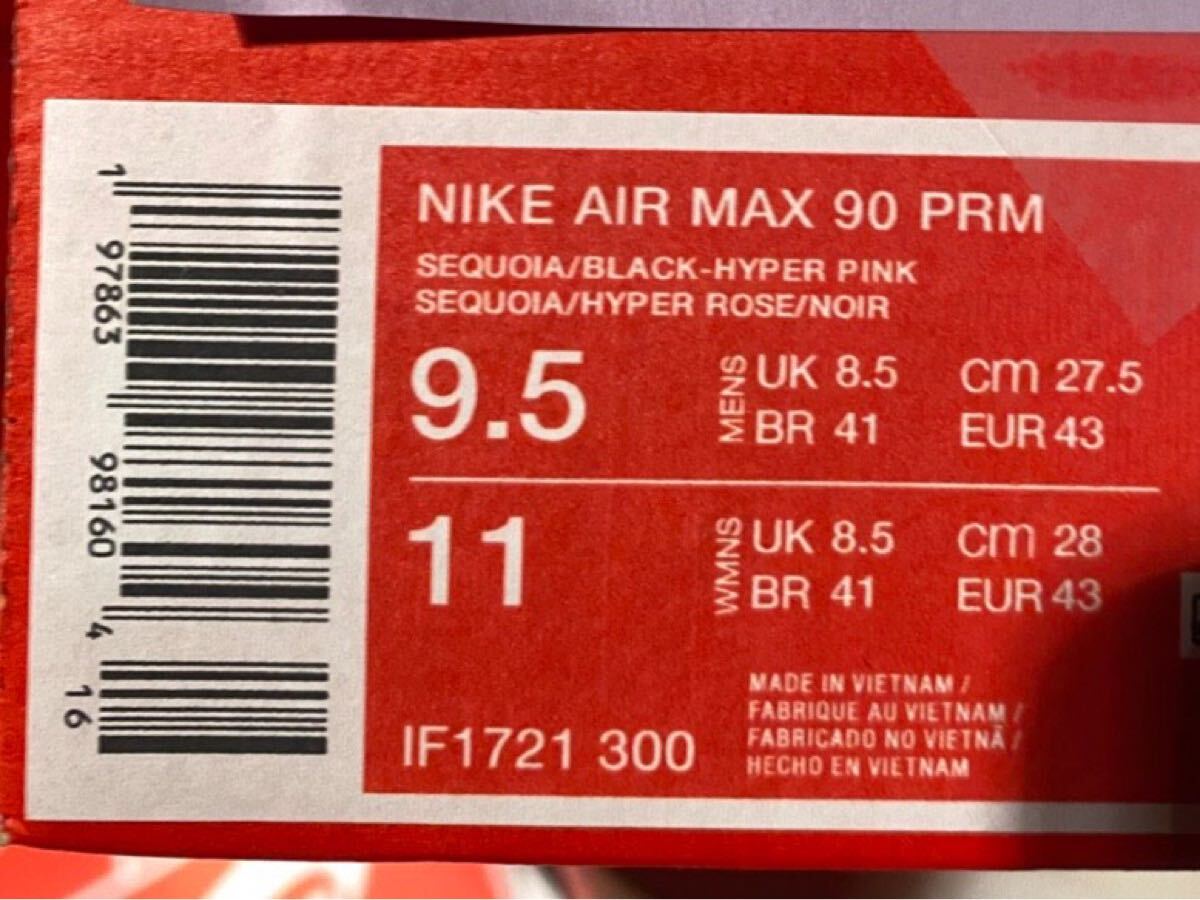 NIKE AIR MAX 90 PRM
SEQUOIA/BLACK-HYPER PINK
SEQUOIA/HYPER ROSE/NOIR
9.5
MENS
UK 8.5 cm 27.5
BR 41 EUR 43
11
WMNS
UK 8.5 cm 28
BR 41 EUR 43
IF1721 300
MADE IN VIETNAM /
FABRIQUE AU VIETNAM /
FABRICADO NO VIETNÃ /
HECHO EN VIETNAM
1 97863 98160 4 16